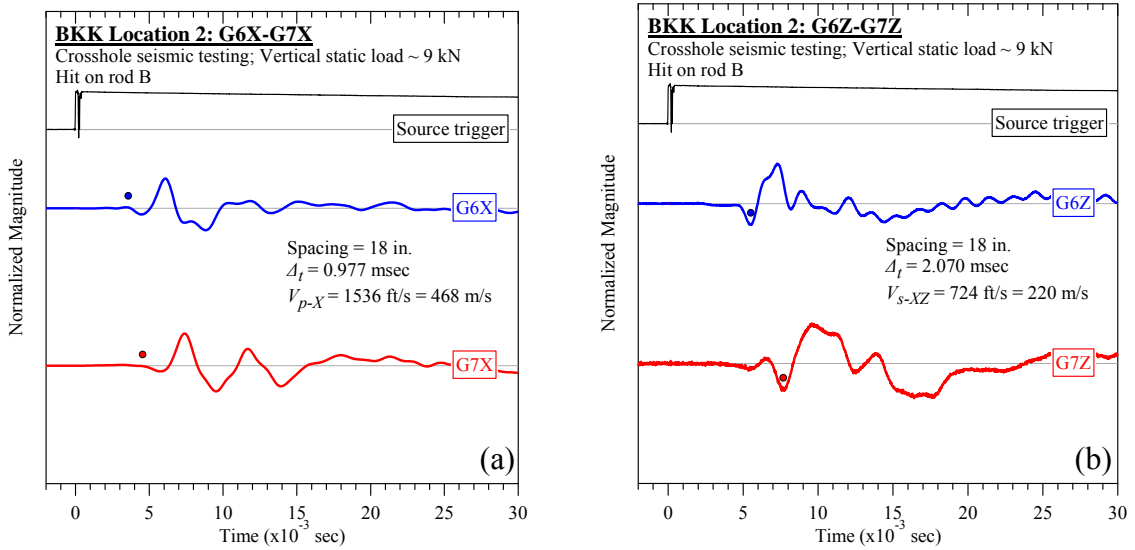 BKK Location 2: G6X-G7X
Crosshole seismic testing; Vertical static load ~ 9 kN
Hit on rod B
Source trigger
G6X
Spacing = 18 in.
Δt = 0.977 msec
Vp-X = 1536 ft/s = 468 m/s
G7X
(a)
Normalized Magnitude
0 5 10 15 20 25 30
Time (x10-3 sec)
BKK Location 2: G6Z-G7Z
Crosshole seismic testing; Vertical static load ~ 9 kN
Hit on rod B
Source trigger
G6Z
Spacing = 18 in.
Δt = 2.070 msec
Vs-XZ = 724 ft/s = 220 m/s
G7Z
(b)
Normalized Magnitude
0 5 10 15 20 25 30
Time (x10-3 sec)